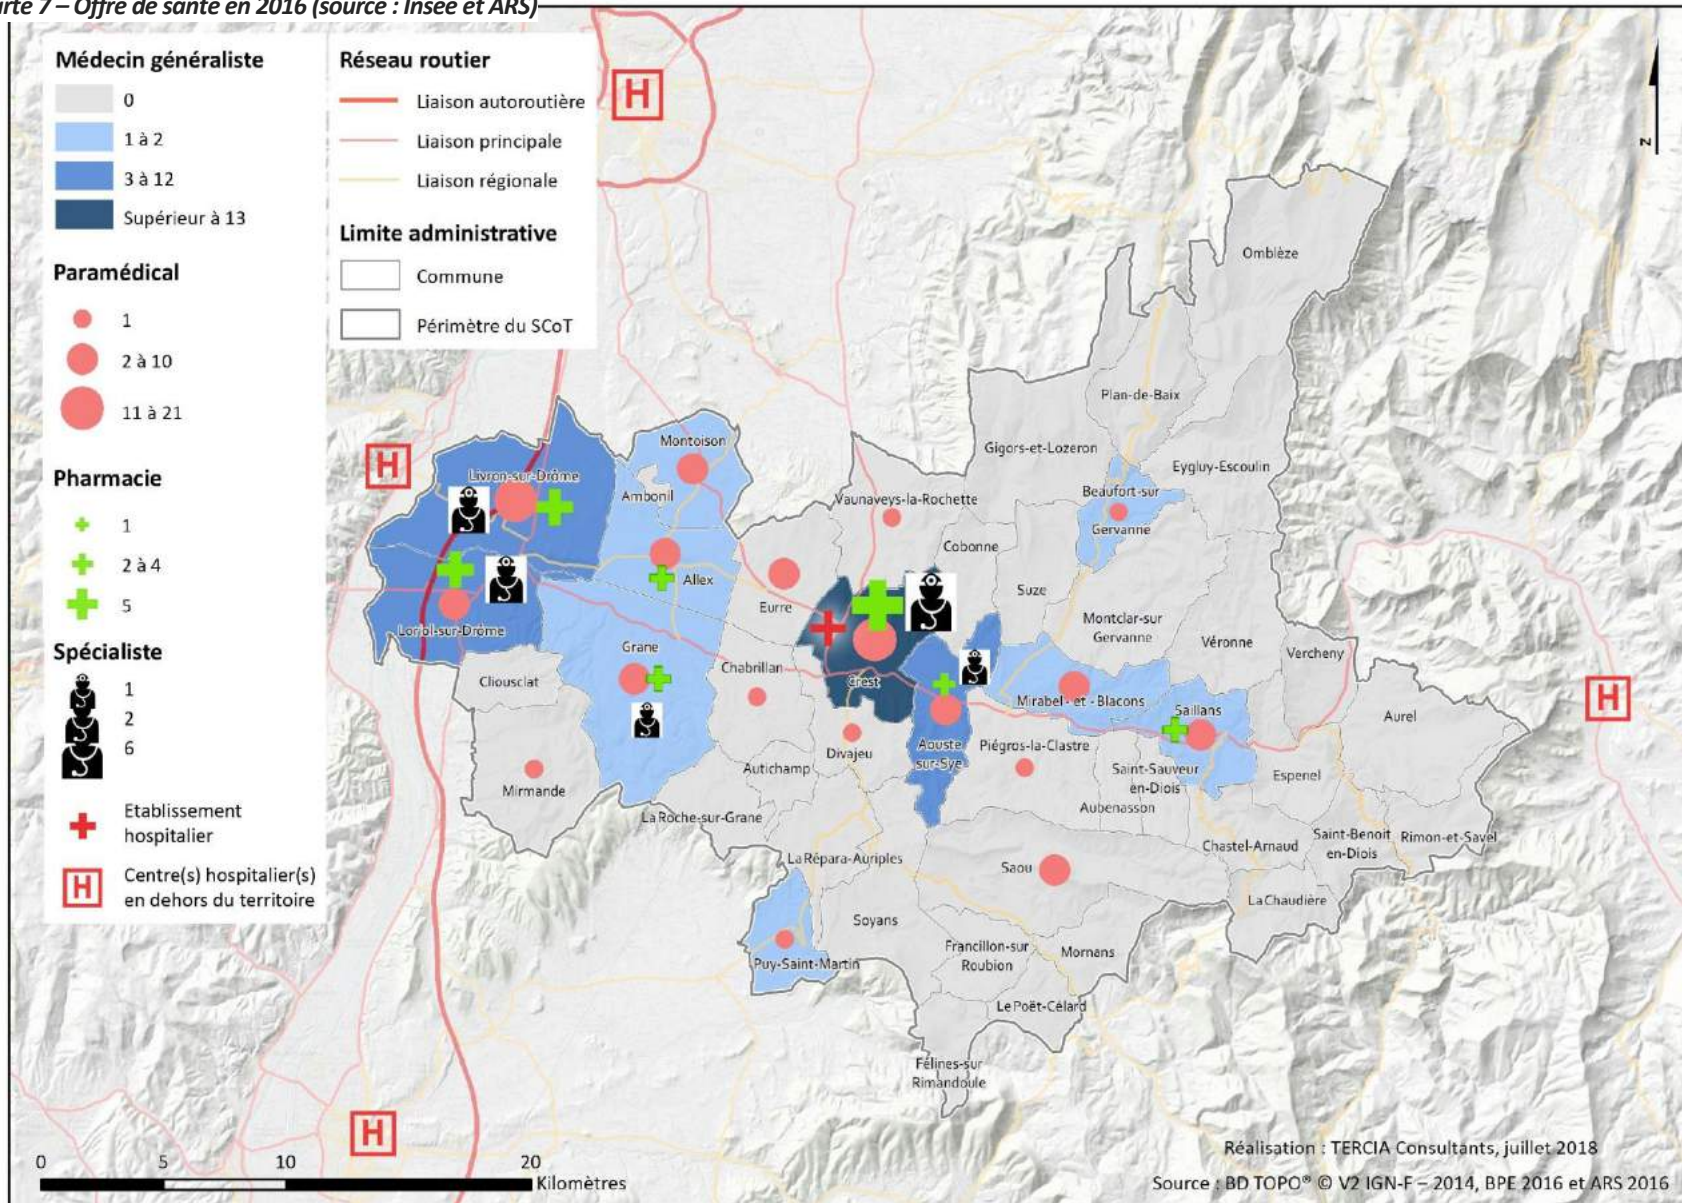 arte 7 – Offre de santé en 2016 (source : Insee et ARS)
Médecin généraliste
0
1 à 2
3 à 12
Supérieur à 13
Paramédical
1
2 à 10
11 à 21
Pharmacie
1
2 à 4
5
Spécialiste
1
2
6
Etablissement
hospitalier
H
Centre(s) hospitalier(s)
en dehors du territoire
Réseau routier
Liaison autoroutière
Liaison principale
Liaison régionale
Limite administrative
Commune
Périmètre du SCoT
H
z
Omblèze
Plan-de-Baix
Gigors-et-Lozeron
Eygluy-Escoulin
Montoison
H
Livron-sur-Drôme
Ambonil
Vaunaveys-la-Rochette
Beaufort-sur
Gervanne
Cobonne
Allex
Eurre
Suze
Montclar-sur
Gervanne
Véronne
Vercheny
Loriol-sur-Drôme
Grane
Chabrillan
Crest
Cliousclat
Mirabel - et - Blacons
Saillans
H
Aurel
Divajeu
Aouste
sur-Sye
Piégros-la-Clastre
Autichamp
Saint-Sauveur
en-Diois
Espenel
Mirmande
Aubenasson
La Roche-sur-Grane
Chastel-Arnaud
Saint-Benoit
en-Diois
Rimon-et-Savel
La Répara-Auriples
Saou
La Chaudière
Soyans
Francillon-sur
Roubion
Mornans
Puy-Saint-Martin
Le Poët-Célard
Félines-sur
Rimandoule
H
0 5 10 20
Kilomètres
Réalisation : TERCIA Consultants, juillet 2018
Source : BD TOPO® © V2 IGN-F – 2014, BPE 2016 et ARS 2016